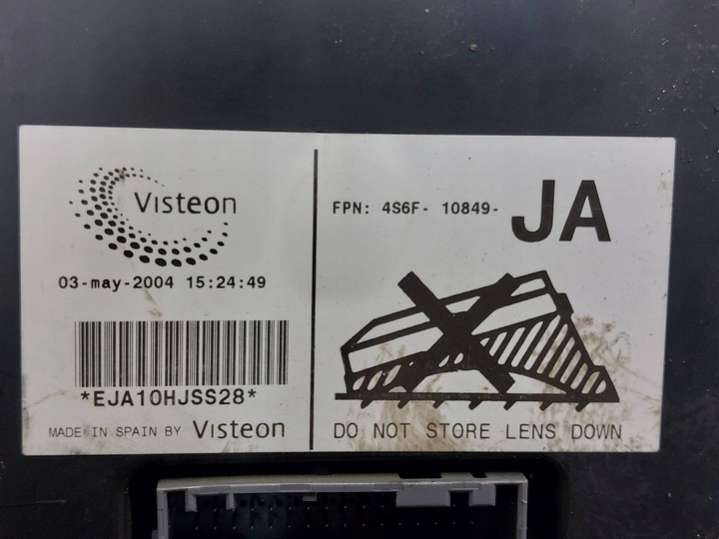 Visteon
03-may-2004 15:24:49
*EJA10HJSS28*
MADE IN SPAIN BY Visteon
FPN: 4S6F- 10849- JA
DO NOT STORE LENS DOWN